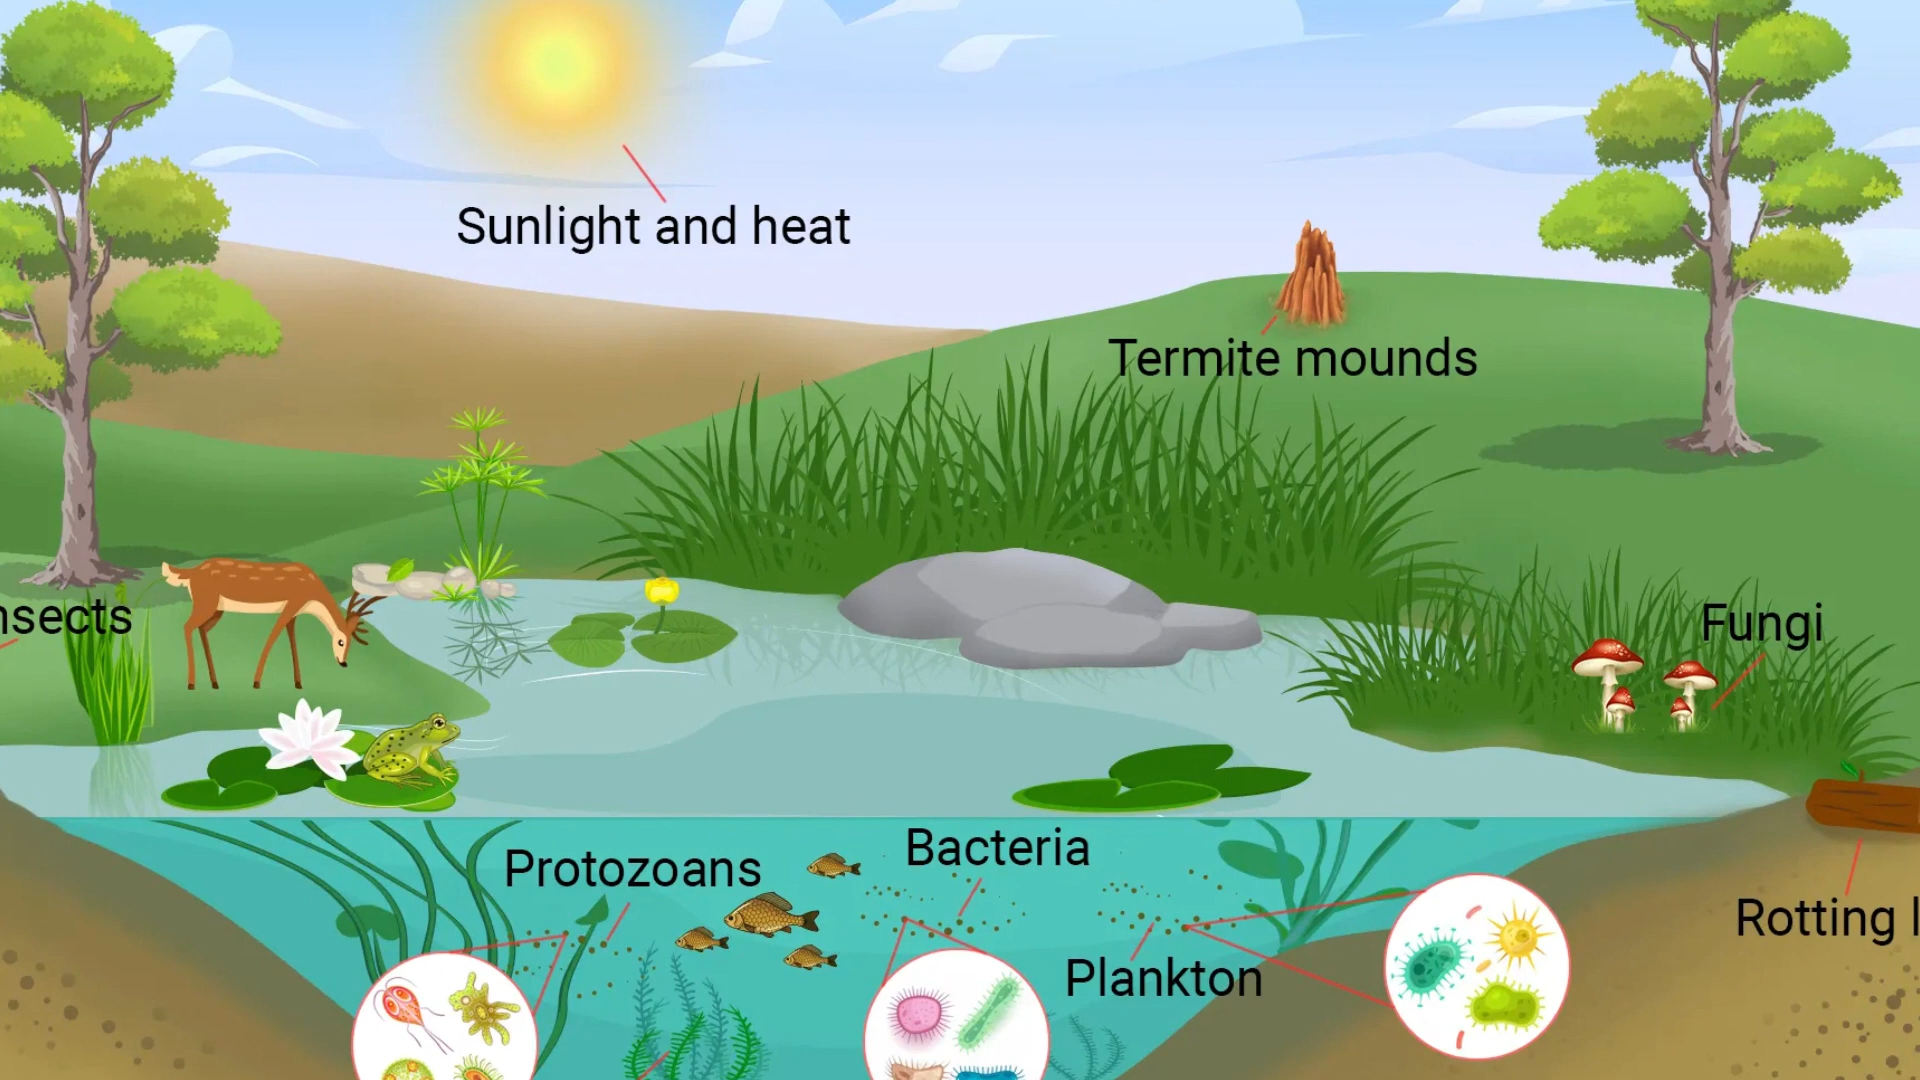 Sunlight and heat
Termite mounds
nsects
Fungi
Protozoans
Bacteria
Rotting l
Plankton